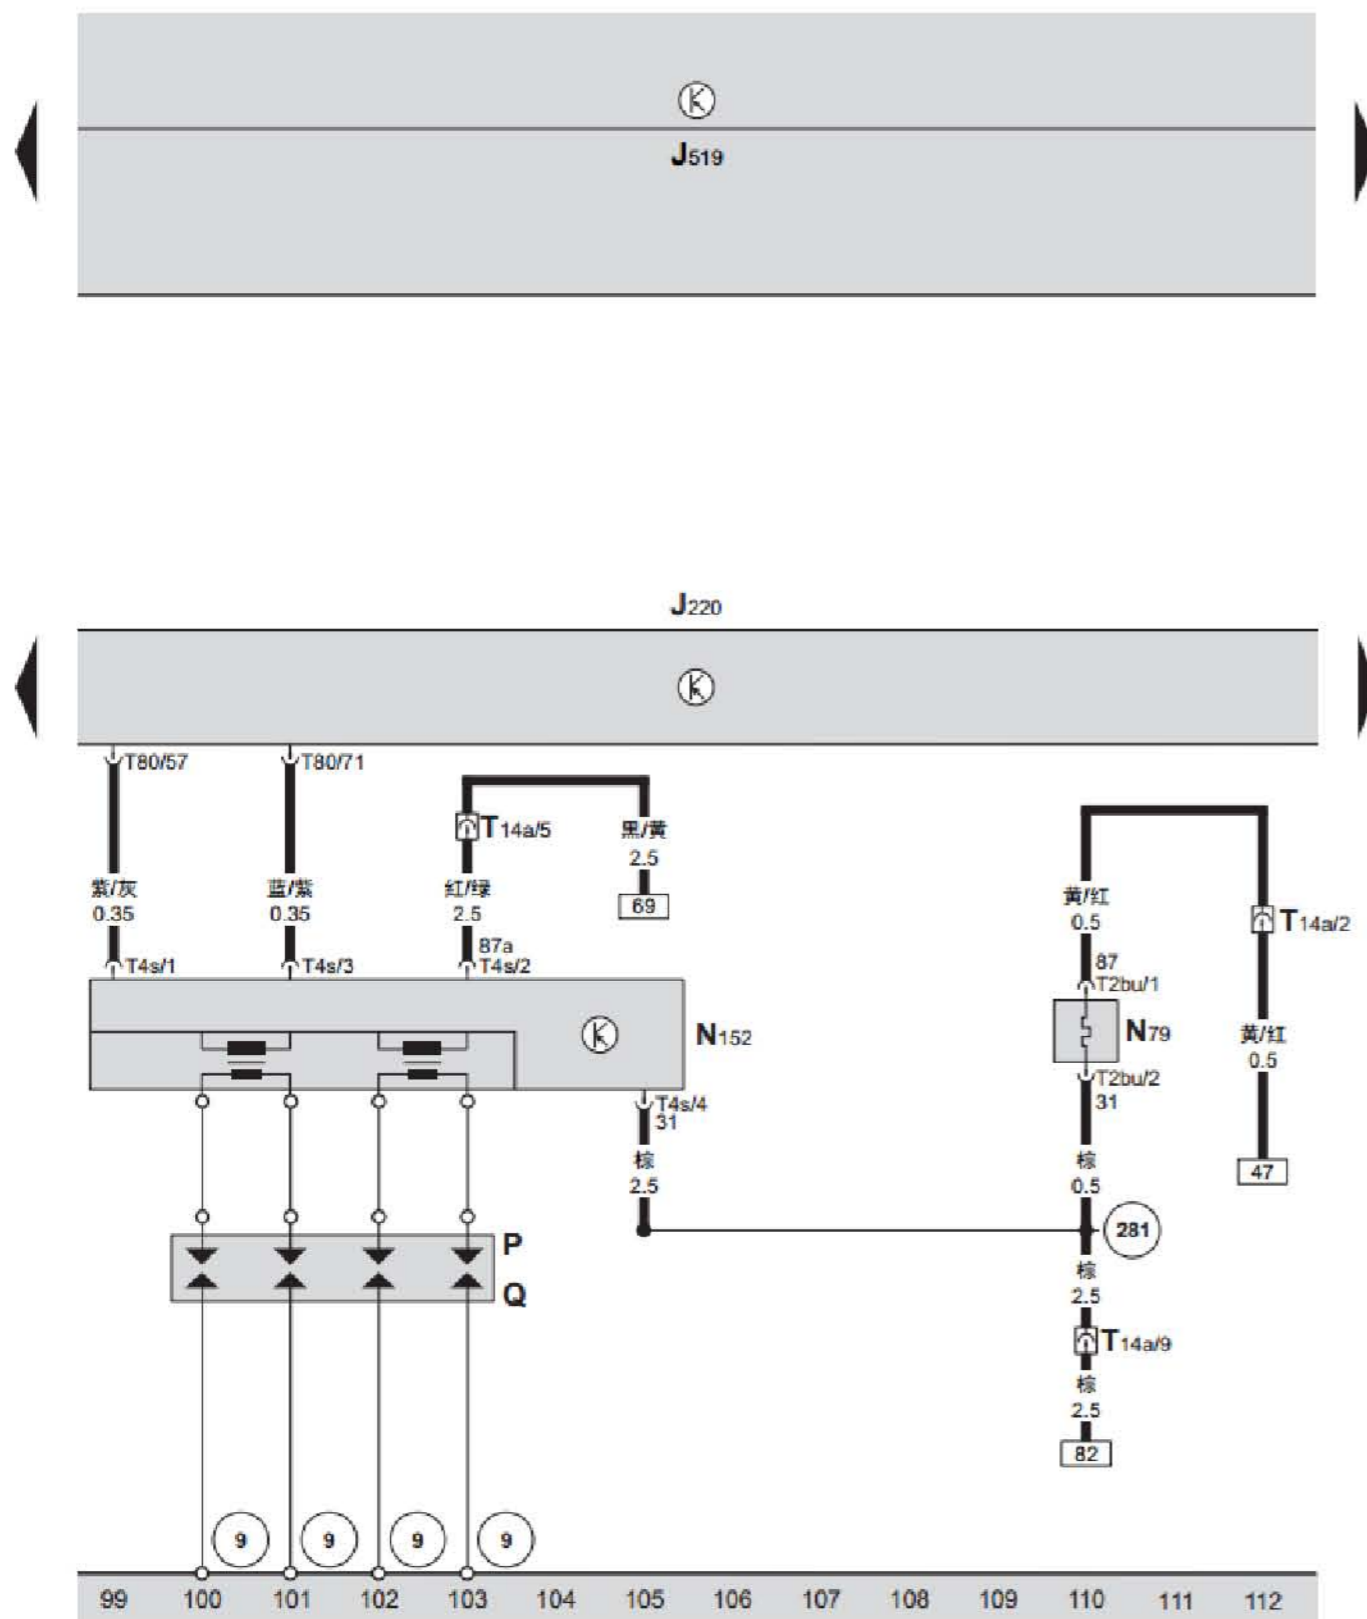 J519
J220
T80/57
T80/71
T14a/5
黑/黄
2.5
69
紫/灰
0.35
蓝/紫
0.35
红/绿
2.5
87a
T4s/1
T4s/3
T4s/2
黄/红
0.5
T14a/2
87
T2bu/1
N152
N79
黄/红
0.5
T2bu/2
31
T4s/4
31
棕
2.5
棕
0.5
47
281
P
Q
棕
2.5
T14a/9
棕
2.5
82
9
9
9
9
99 100 101 102 103 104 105 106 107 108 109 110 111 112